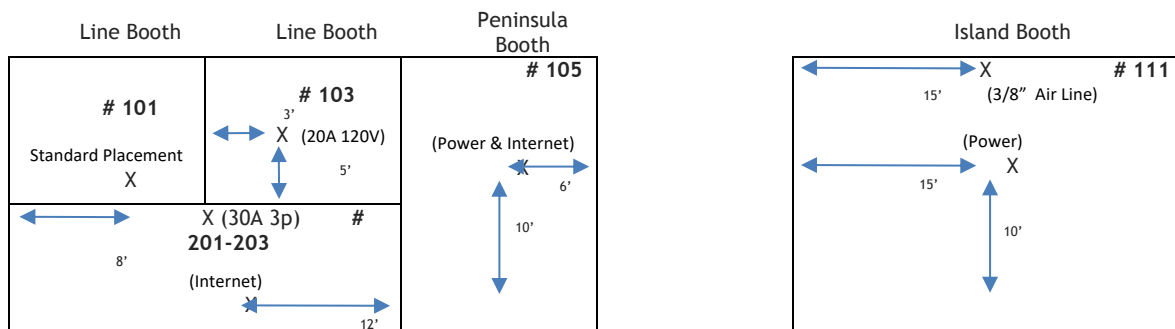 Line Booth
Line Booth
Peninsula
Booth
Island Booth
# 101
Standard Placement
X
# 103
3’
X (20A 120V)
5’
# 105
(Power & Internet)
X
6’
10’
X (30A 3p) #
201-203
8’
(Internet)
X
12’
# 111
X
15’
(3/8” Air Line)
(Power)
X
15’
10’